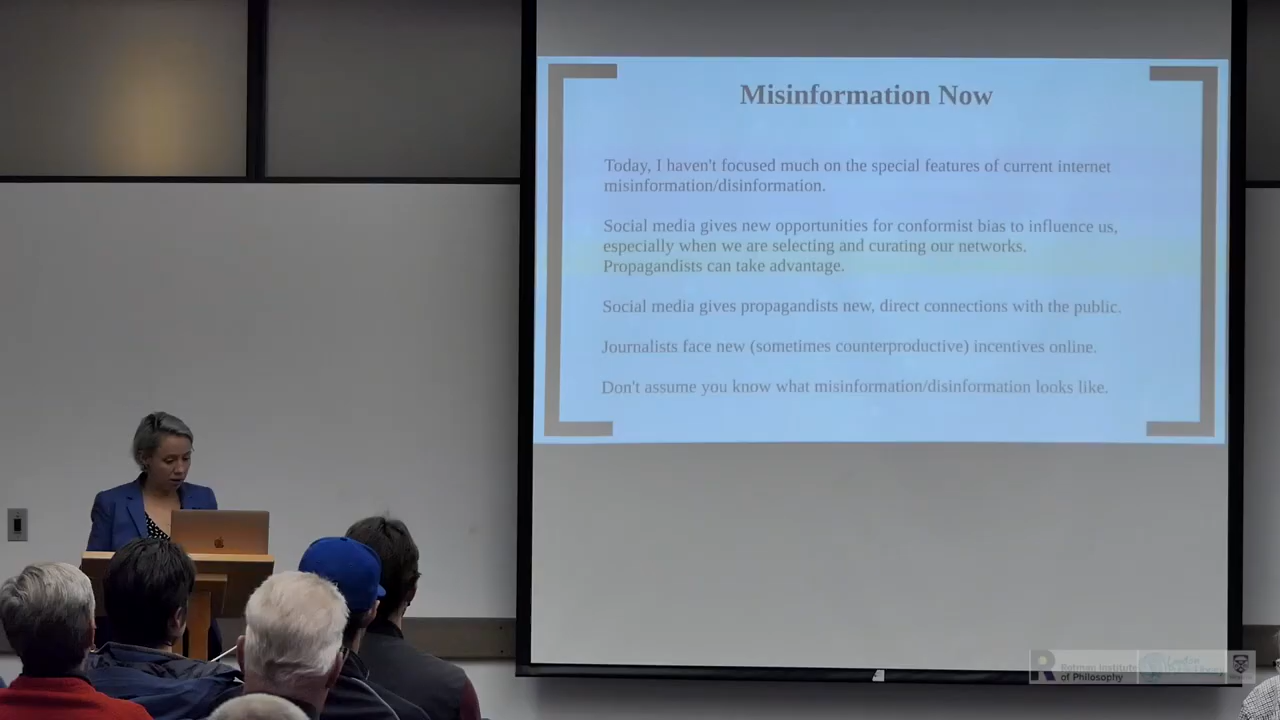 Misinformation Now
Today, I haven't focused much on the special features of current internet
misinformation/disinformation.
Social media gives new opportunities for conformist bias to influence us,
especially when we are selecting and curating our networks.
Propagandists can take advantage.
Social media gives propagandists new, direct connections with the public.
Journalists face new (sometimes counterproductive) incentives online.
Don't assume you know what misinformation/disinformation looks like.
Rotman Institute
of Philosophy
London